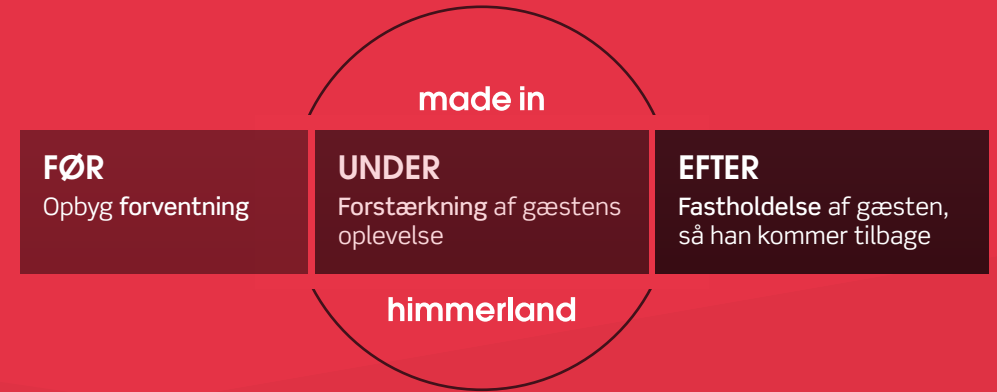 made in
FØR
Opbyg forventning
UNDER
Forstærkning af gæstens
oplevelse
EFTER
Fastholdelse af gæsten,
så han kommer tilbage
himmerland